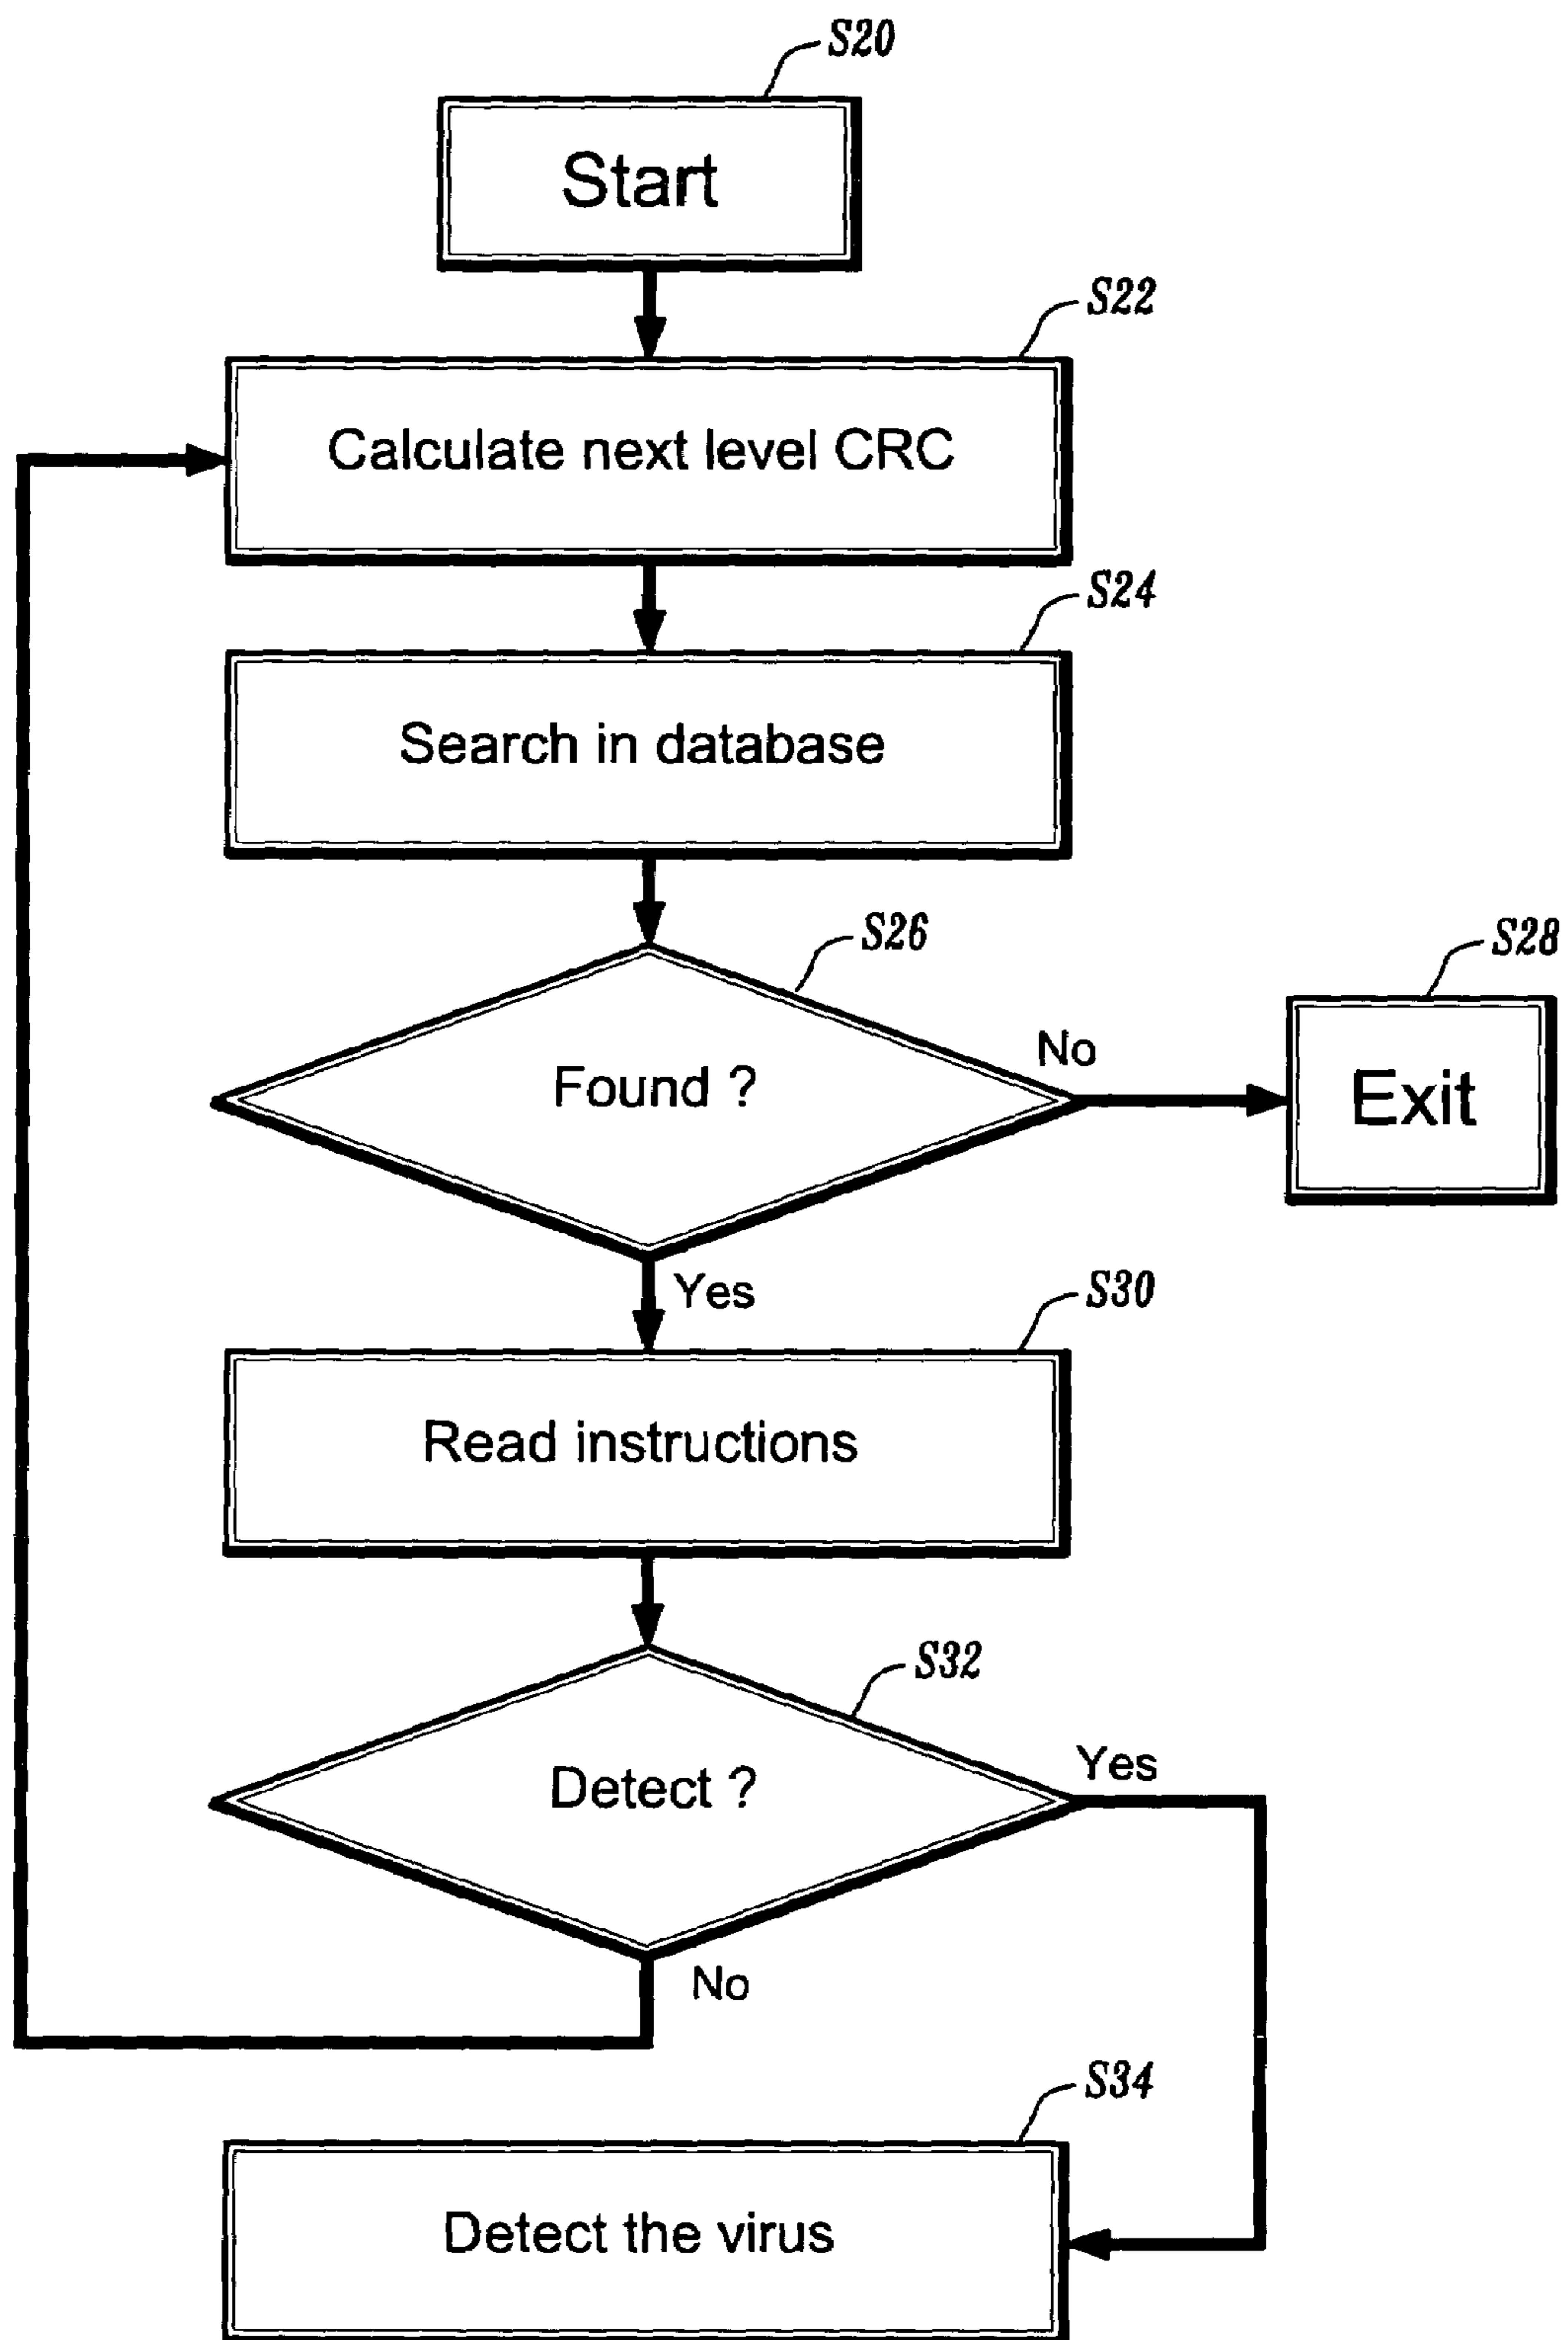 S20
Start
S22
Calculate next level CRC
S24
Search in database
S26
Found ?
No
S28
Exit
Yes
S30
Read instructions
S32
Detect ?
Yes
No
S34
Detect the virus